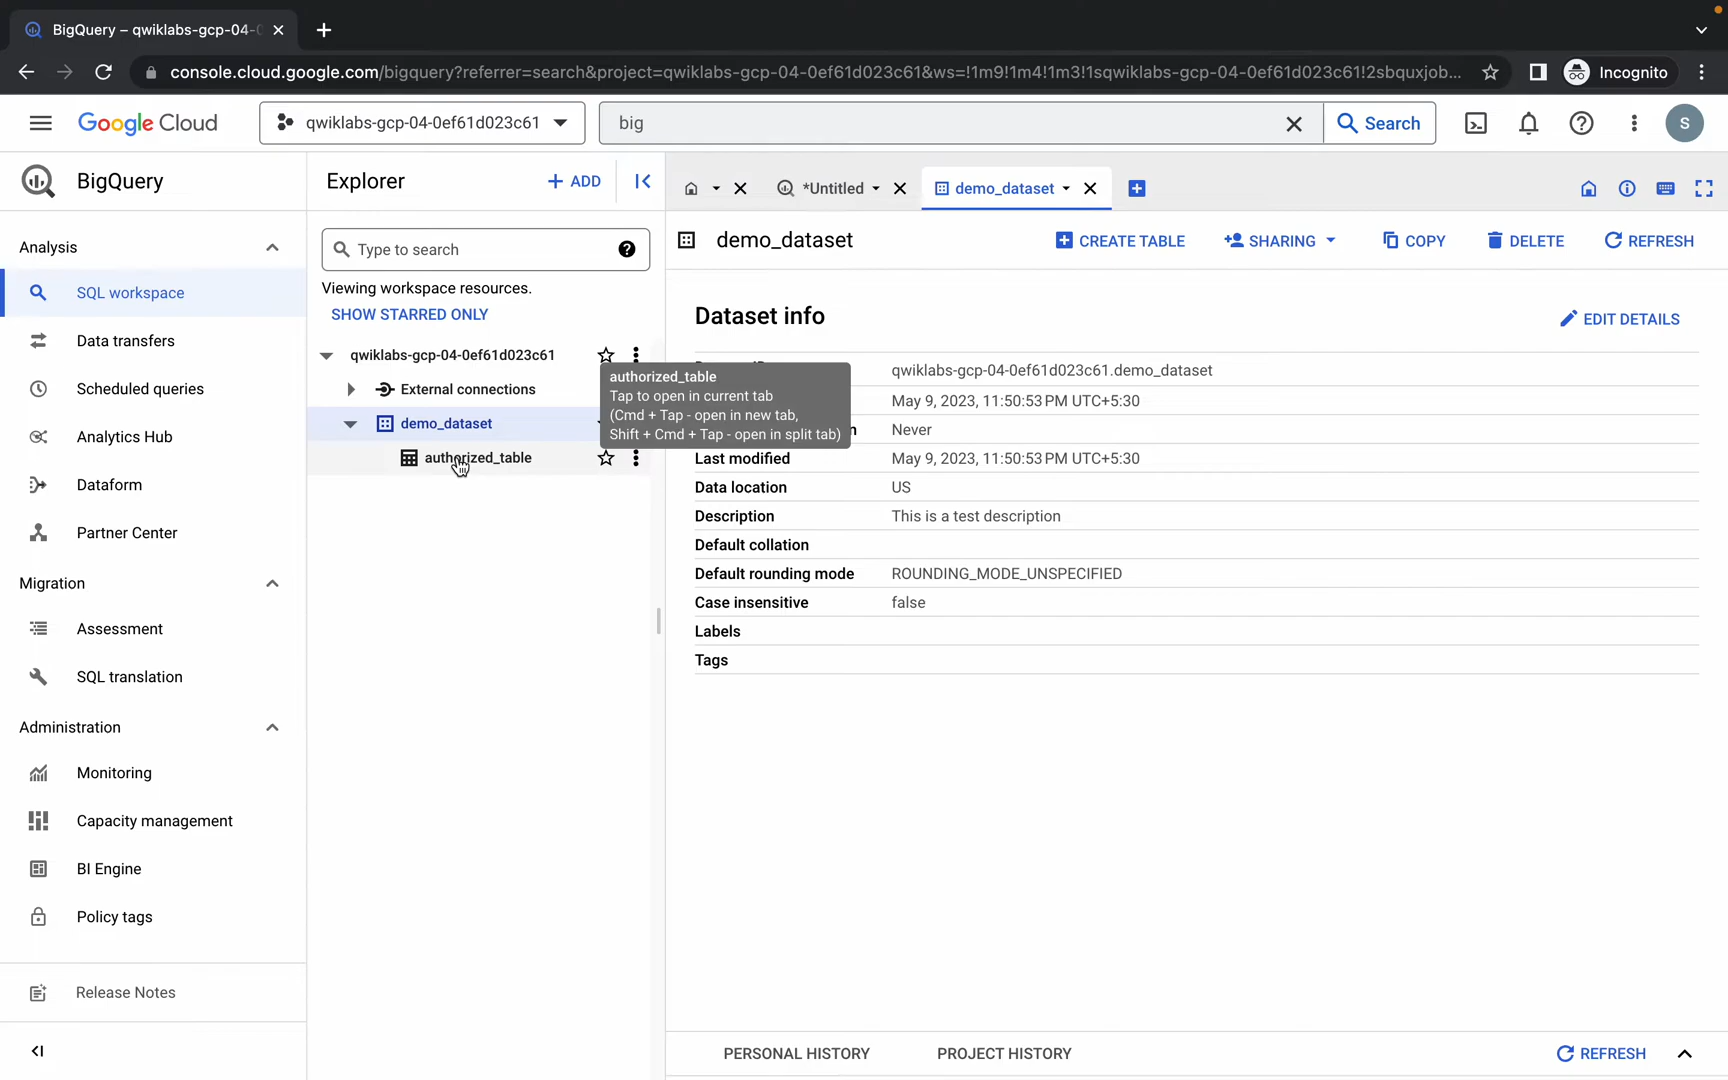 BigQuery – qwiklabs-gcp-04-0
console.cloud.google.com/bigquery?referrer=search&project=qwiklabs-gcp-04-0ef61d023c61&ws=!1m9!1m4!1m3!1sqwiklabs-gcp-04-0ef61d023c61!2sbquxjob...
Incognito
Google Cloud
qwiklabs-gcp-04-0ef61d023c61
big
Search
S
BigQuery
Analysis
SQL workspace
Data transfers
Scheduled queries
Analytics Hub
Dataform
Partner Center
Migration
Assessment
SQL translation
Administration
Monitoring
Capacity management
BI Engine
Policy tags
Release Notes
Explorer
+ ADD
Type to search
Viewing workspace resources.
SHOW STARRED ONLY
qwiklabs-gcp-04-0ef61d023c61
External connections
demo_dataset
authorized_table
authorized_table
Tap to open in current tab
(Cmd + Tap - open in new tab,
Shift + Cmd + Tap - open in split tab)
*Untitled
demo_dataset
demo_dataset
CREATE TABLE
SHARING
COPY
DELETE
REFRESH
Dataset info
EDIT DETAILS
qwiklabs-gcp-04-0ef61d023c61.demo_dataset
May 9, 2023, 11:50:53 PM UTC+5:30
Never
Last modified May 9, 2023, 11:50:53 PM UTC+5:30
Data location US
Description This is a test description
Default collation
Default rounding mode ROUNDING_MODE_UNSPECIFIED
Case insensitive false
Labels
Tags
PERSONAL HISTORY
PROJECT HISTORY
REFRESH